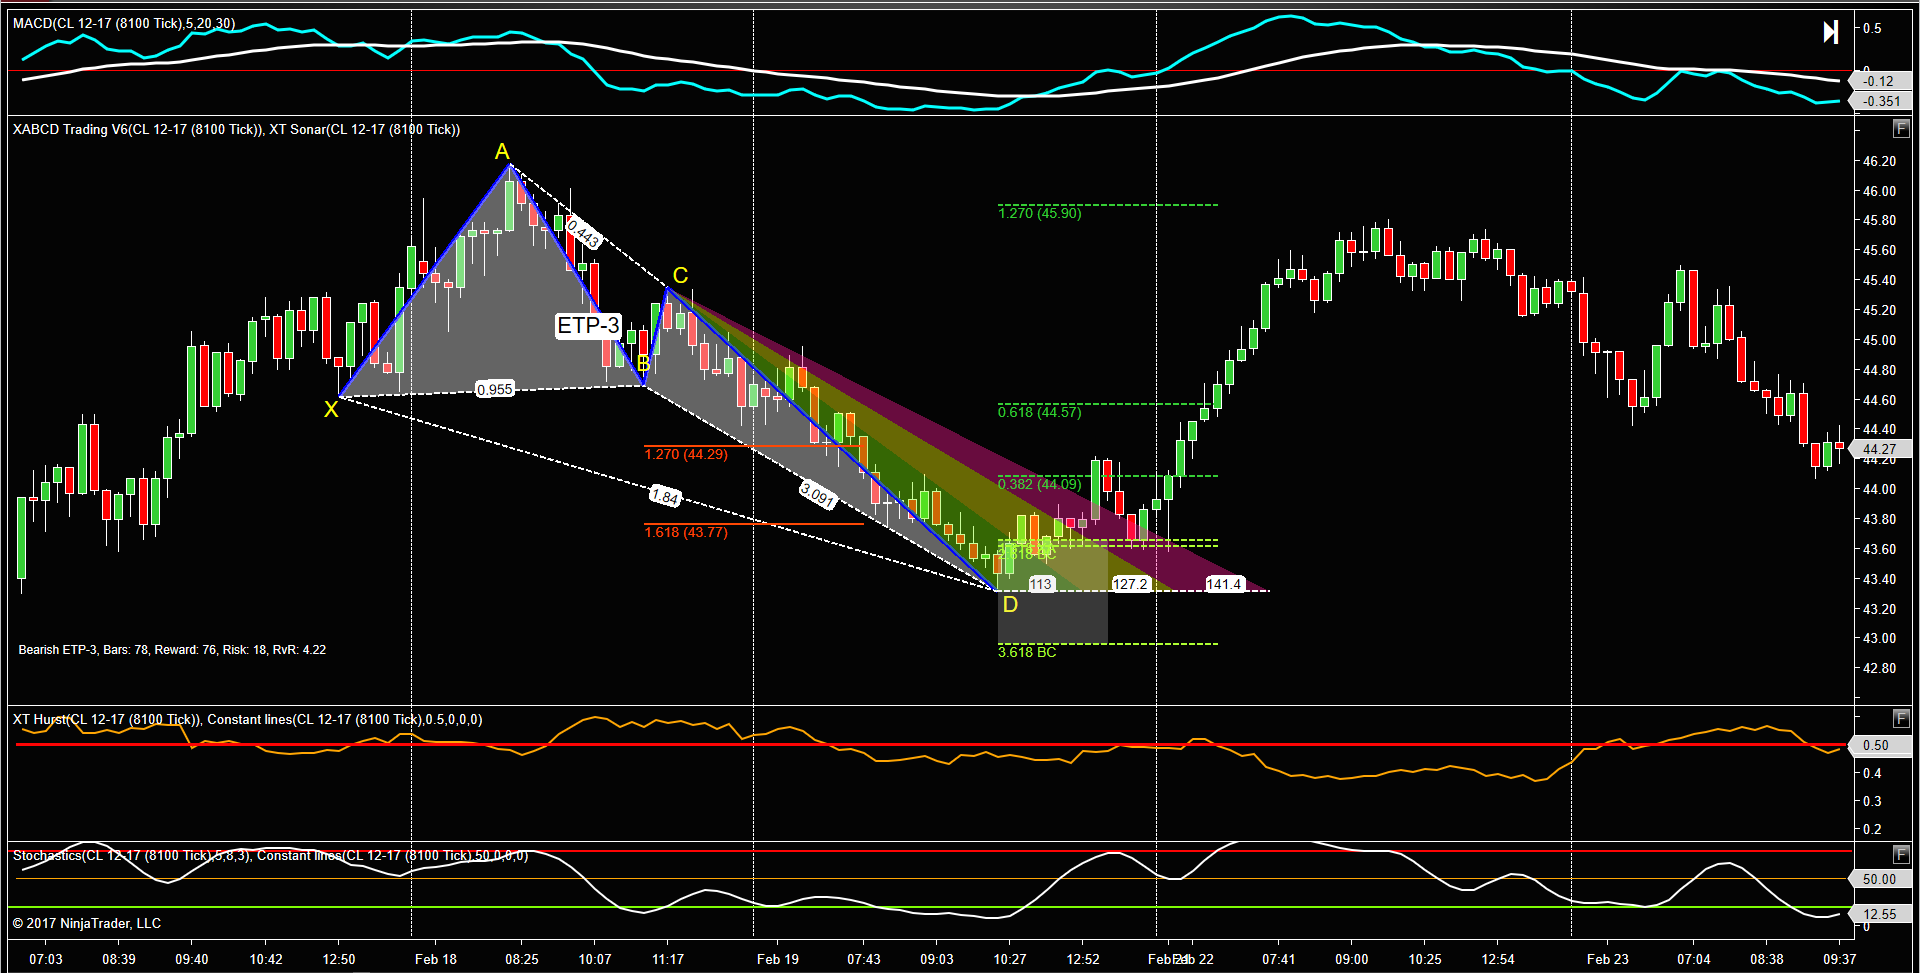 MACD(CL 12-17 (8100 Tick),5,20,30)
0.5
0
-0.12
-0.351
XABCD Trading V6(CL 12-17 (8100 Tick)), XT Sonar(CL 12-17 (8100 Tick))
F
A
46.20
46.00
1.270 (45.90)
45.80
0.443
45.60
C
45.40
45.20
ETP-3
45.00
B
44.80
0.955
X
44.60
0.618 (44.57)
44.40
1.270 (44.29)
44.27
44.20
0.382 (44.09)
44.00
1.84
3.091
43.80
1.618 (43.77)
43.60
2.618 BC
43.40
113
127.2
141.4
D
43.20
43.00
Bearish ETP-3, Bars: 78, Reward: 76, Risk: 18, RvR: 4.22
3.618 BC
42.80
XT Hurst(CL 12-17 (8100 Tick)), Constant lines(CL 12-17 (8100 Tick),0.5,0,0,0)
F
0.50
0.4
0.3
0.2
Stochastics(CL 12-17 (8100 Tick),5,8,3), Constant lines(CL 12-17 (8100 Tick),50,0,0,0)
F
50.00
12.55
© 2017 NinjaTrader, LLC
0
07:03
08:39
09:40
10:42
12:50
Feb 18
08:25
10:07
11:17
Feb 19
07:43
09:03
10:27
12:52
Feb 22
07:41
09:00
10:25
12:54
Feb 23
07:04
08:38
09:37